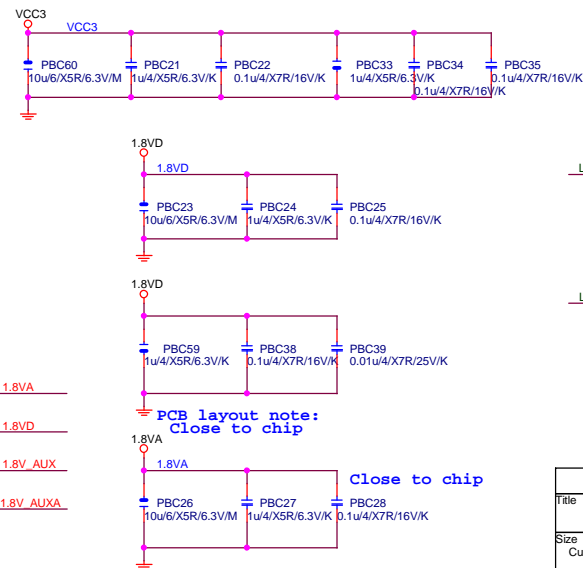 VCC3
VCC3
PBC60
10u/6/X5R/6.3V/M
PBC21
1u/4/X5R/6.3V/K
PBC22
0.1u/4/X7R/16V/K
PBC33
1u/4/X5R/6.3V/K
PBC34
0.1u/4/X7R/16V/K
PBC35
0.1u/4/X7R/16V/K
1.8VD
1.8VD
PBC23
10u/6/X5R/6.3V/M
PBC24
1u/4/X5R/6.3V/K
PBC25
0.1u/4/X7R/16V/K
L
1.8VD
PBC59
1u/4/X5R/6.3V/K
PBC38
0.1u/4/X7R/16V/K
PBC39
0.01u/4/X7R/25V/K
L
1.8VA
1.8VD
1.8V_AUX
1.8V_AUXA
PCB layout note:
Close to chip
1.8VA
1.8VA
Close to chip
PBC26
10u/6/X5R/6.3V/M
PBC27
1u/4/X5R/6.3V/K
PBC28
0.1u/4/X7R/16V/K
Title
Size
Cu